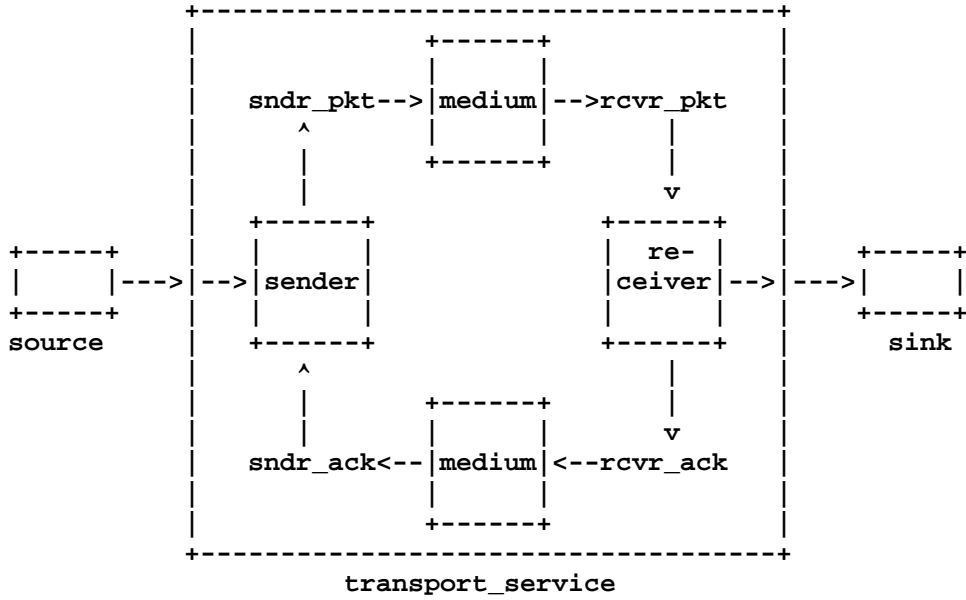 sndr_pkt-->|medium|-->rcvr_pkt
re-
--->|-->|sender| |ceiver|-->|--->
source sink
sndr_ack<--|medium|<--rcvr_ack
transport_service